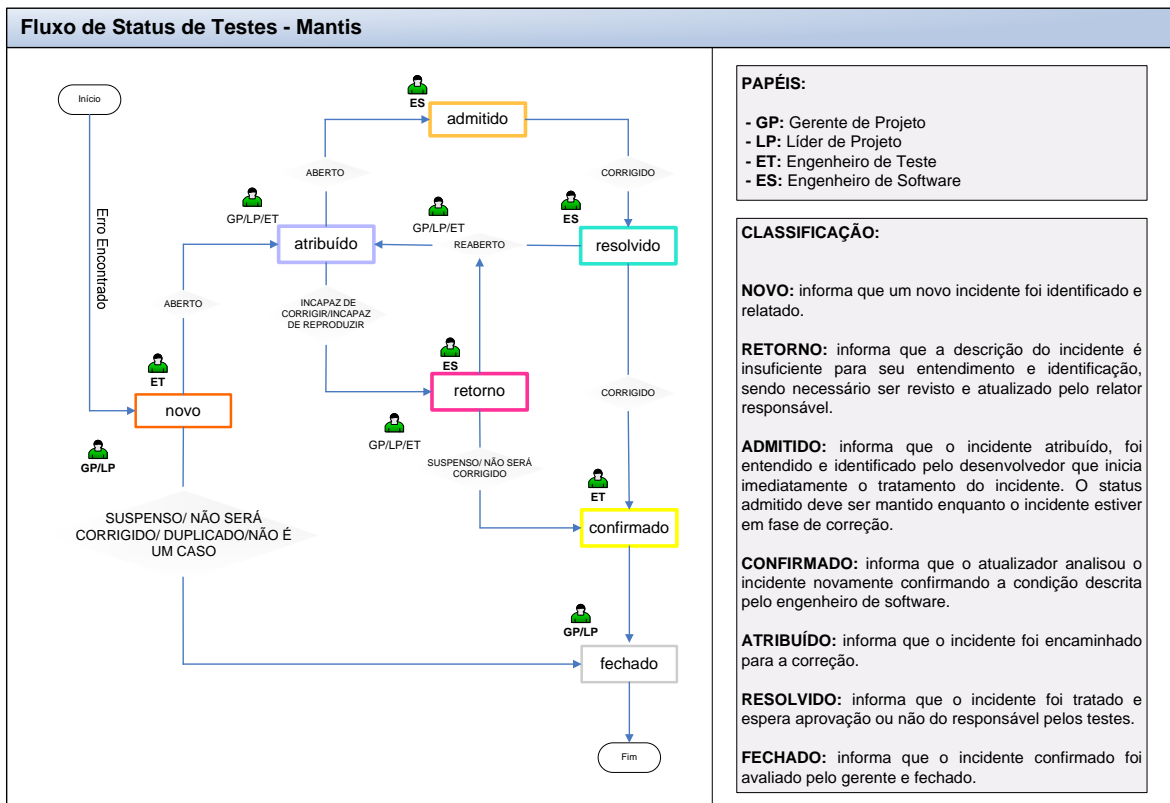 Fluxo de Status de Testes - Mantis
Início
ES
admitido
ABERTO
CORRIGIDO
GP/LP/ET
GP/LP/ET
ES
Erro Encontrado
atribuído
REABERTO
resolvido
ABERTO
INCAPAZ DE
CORRIGIR/INCAPAZ
DE REPRODUZIR
ET
ES
novo
retorno
CORRIGIDO
GP/LP/ET
GP/LP
SUSPENSO/ NÃO SERÁ
CORRIGIDO
ET
SUSPENSO/ NÃO SERÁ
CORRIGIDO/ DUPLICADO/NÃO É
UM CASO
confirmado
GP/LP
fechado
Fim
PAPÉIS:
- GP: Gerente de Projeto
- LP: Líder de Projeto
- ET: Engenheiro de Teste
- ES: Engenheiro de Software
CLASSIFICAÇÃO:
NOVO: informa que um novo incidente foi identificado e
relatado.
RETORNO: informa que a descrição do incidente é
insuficiente para seu entendimento e identificação,
sendo necessário ser revisto e atualizado pelo relator
responsável.
ADMITIDO: informa que o incidente atribuído, foi
entendido e identificado pelo desenvolvedor que inicia
imediatamente o tratamento do incidente. O status
admitido deve ser mantido enquanto o incidente estiver
em fase de correção.
CONFIRMADO: informa que o atualizador analisou o
incidente novamente confirmando a condição descrita
pelo engenheiro de software.
ATRIBUÍDO: informa que o incidente foi encaminhado
para a correção.
RESOLVIDO: informa que o incidente foi tratado e
espera aprovação ou não do responsável pelos testes.
FECHADO: informa que o incidente confirmado foi
avaliado pelo gerente e fechado.